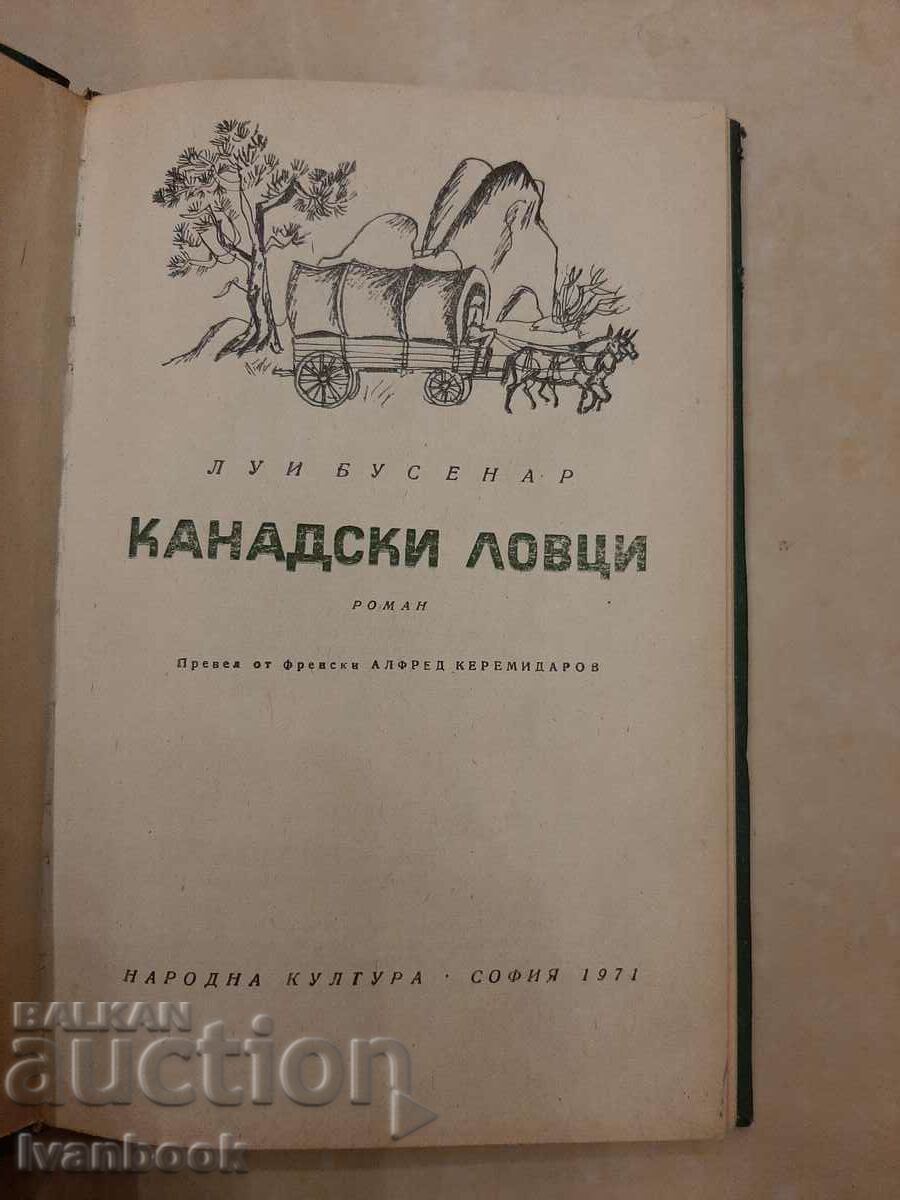 ЛУИ БУСЕНАР
КАНАДСКИ ЛОВЦИ
РОМАН
Превел от френски АЛФРЕД КЕРЕМИДАРОВ
НАРОДНА КУЛТУРА · СОФИЯ 1971
BALKAN
auction
Ivanbook